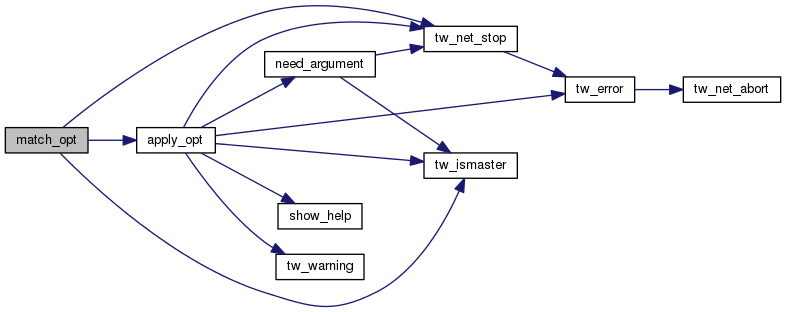 match_opt
apply_opt
need_argument
tw_net_stop
tw_error
tw_net_abort
tw_ismaster
show_help
tw_warning